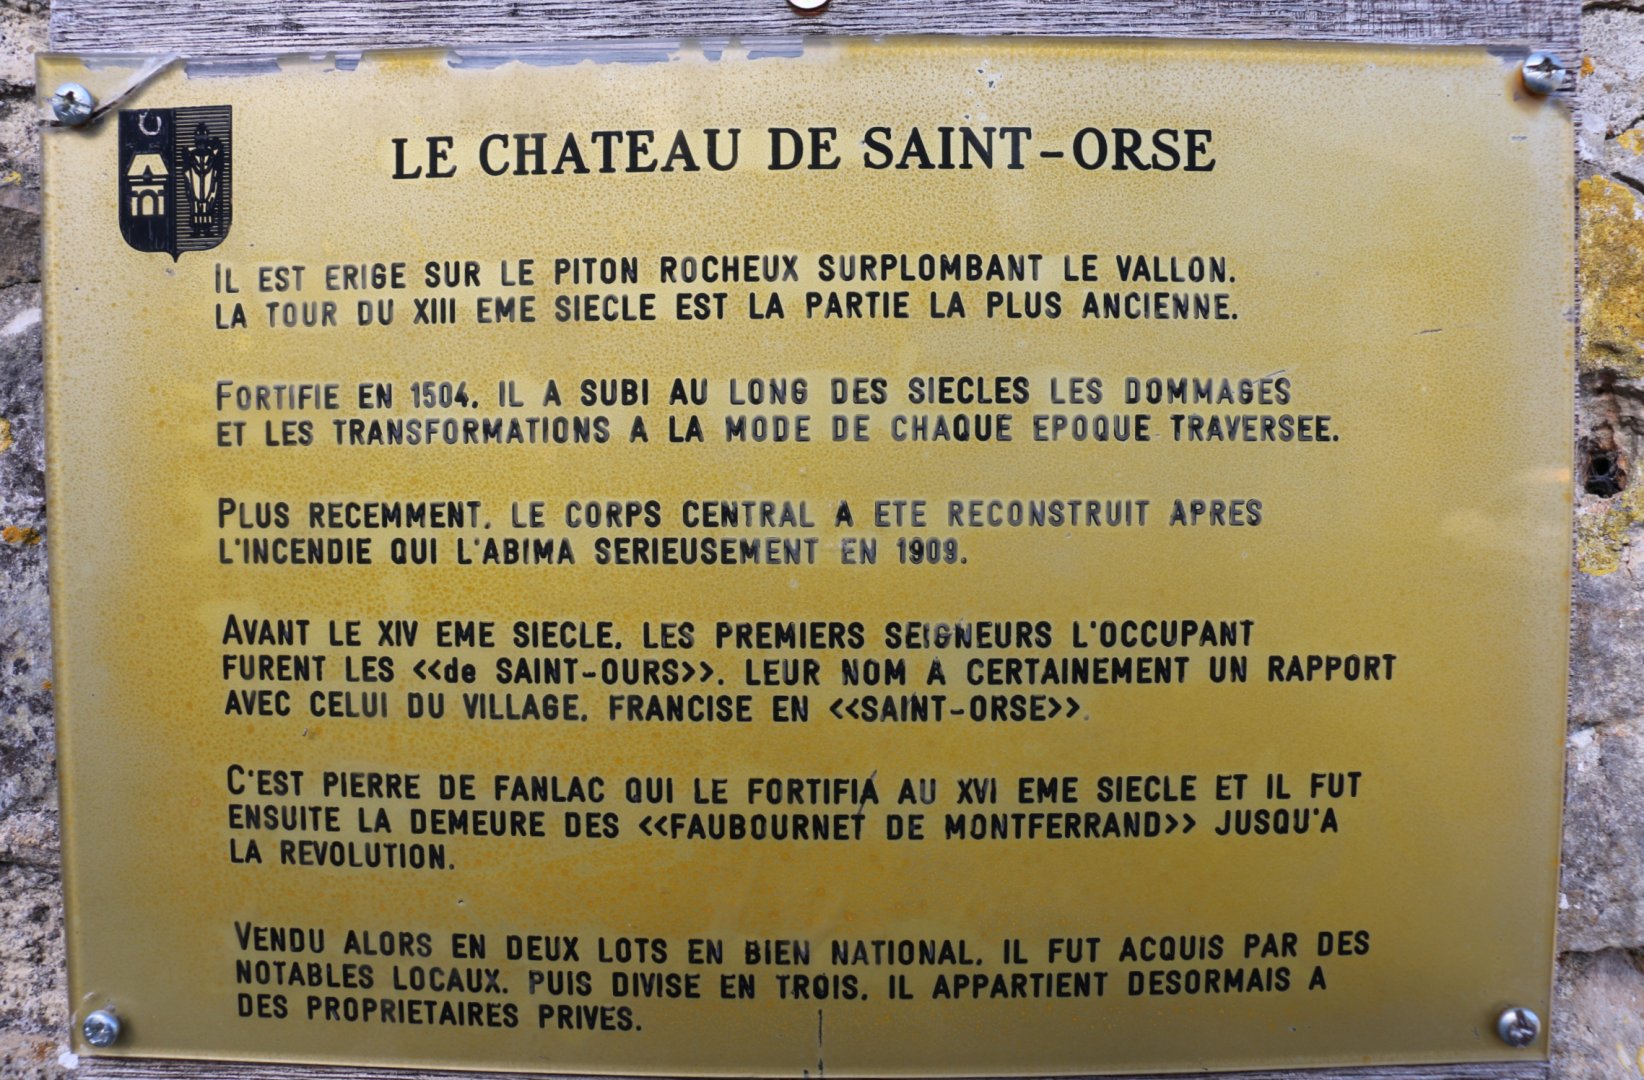 LE CHATEAU DE SAINT-ORSE
IL EST ERIGE SUR LE PITON ROCHEUX SURPLOMBANT LE VALLON.
LA TOUR DU XIII EME SIECLE EST LA PARTIE LA PLUS ANCIENNE.
FORTIFIE EN 1504, IL A SUBI AU LONG DES SIECLES LES DOMMAGES
ET LES TRANSFORMATIONS A LA MODE DE CHAQUE EPOQUE TRAVERSEE.
PLUS RECEMMENT, LE CORPS CENTRAL A ETE RECONSTRUIT APRES
L'INCENDIE QUI L'ABIMA SERIEUSEMENT EN 1909.
AVANT LE XIV EME SIECLE, LES PREMIERS SEIGNEURS L'OCCUPANT
FURENT LES <<de SAINT-OURS>>. LEUR NOM A CERTAINEMENT UN RAPPORT
AVEC CELUI DU VILLAGE, FRANCISE EN <<SAINT-ORSE>>.
C'EST PIERRE DE FANLAC QUI LE FORTIFIA AU XVI EME SIECLE ET IL FUT
ENSUITE LA DEMEURE DES <<FAUBOURNET DE MONTFERRAND>> JUSQU'A
LA REVOLUTION.
VENDU ALORS EN DEUX LOTS EN BIEN NATIONAL, IL FUT ACQUIS PAR DES
NOTABLES LOCAUX. PUIS DIVISE EN TROIS, IL APPARTIENT DESORMAIS A
DES PROPRIETAIRES PRIVES.